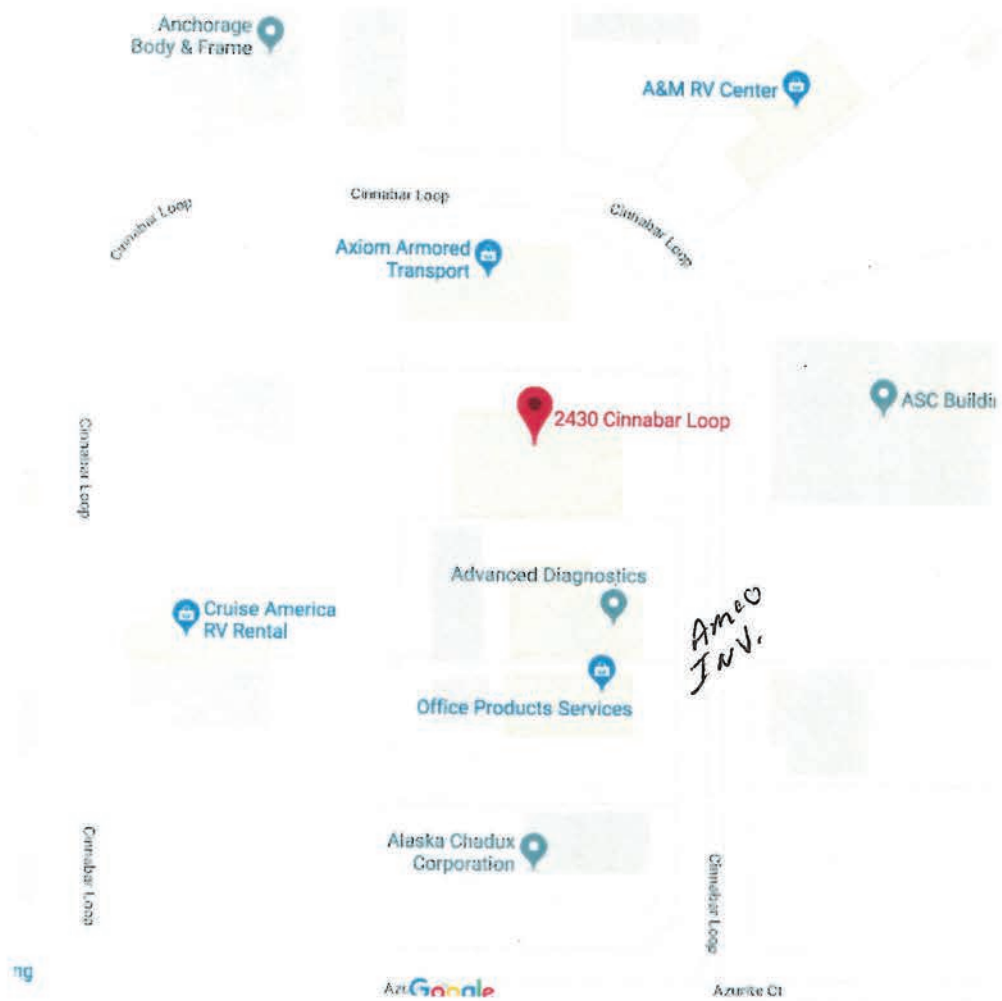 Anchorage
Body & Frame
A&M RV Center
Cinnabar Loop
Cinnabar Loop
Cinnabar Loop
Axiom Armored
Transport
2430 Cinnabar Loop
ASC Buildi
Cinnabar Loop
Advanced Diagnostics
Cruise America
RV Rental
INV.
Office Products Services
Alaska Chadux
Corporation
Cinnabar Loop
Cinnabar Loop
ng
Google
Azurite Ct